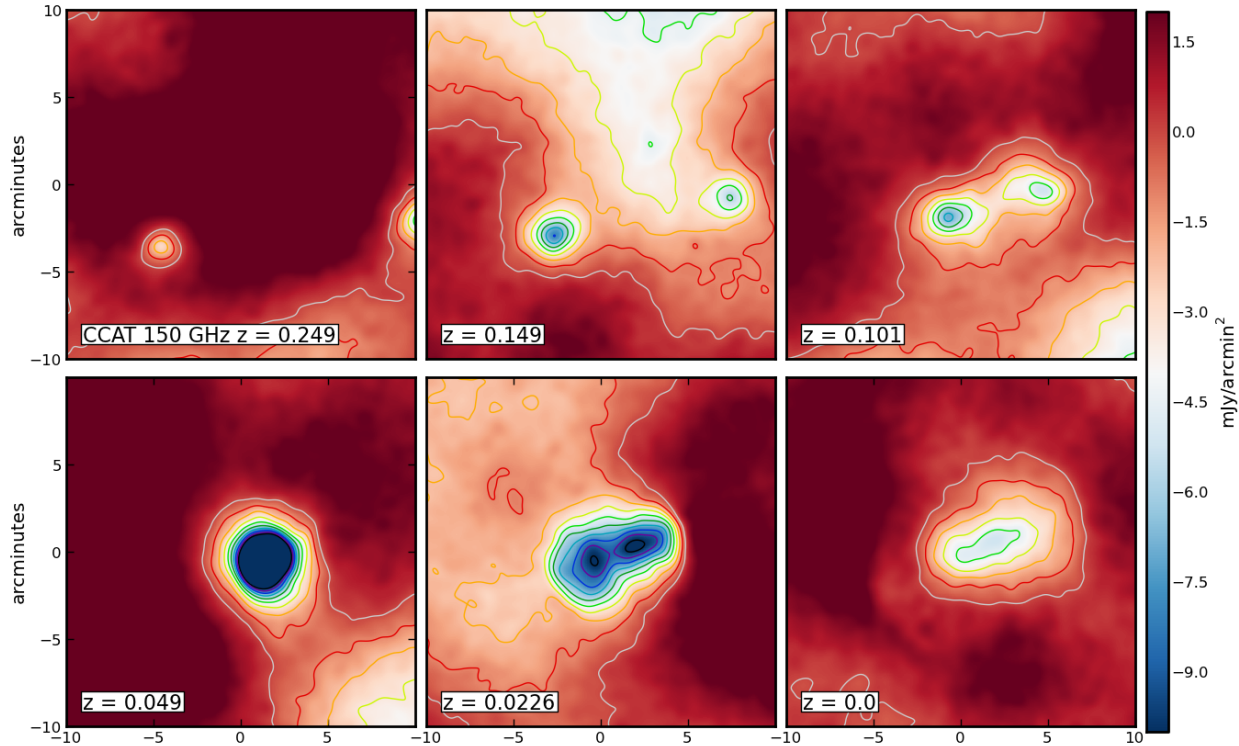 10
5
0
−5
−10
arcminutes
CCAT 150 GHz z = 0.249
z = 0.149
z = 0.101
5
0
−5
−10
arcminutes
z = 0.049
z = 0.0226
z = 0.0
−10 −5 0 5 −10 −5 0 5 −10 −5 0 5 10
1.5
0.0
−1.5
−3.0
−4.5
−6.0
−7.5
−9.0
mJy/arcmin²